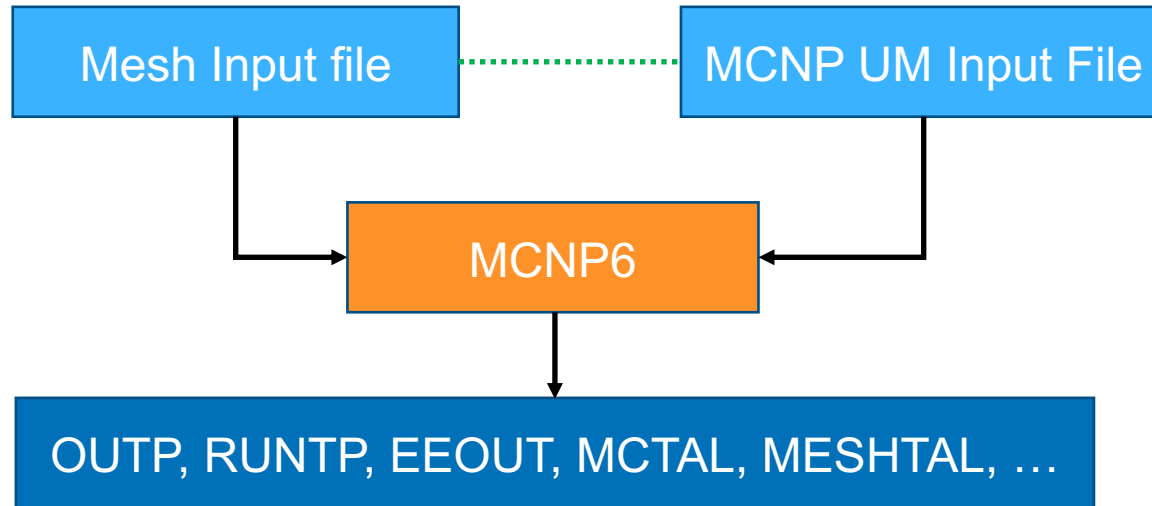 Mesh Input file
MCNP UM Input File
MCNP6
OUTP, RUNTP, EEOUT, MCTAL, MESHTAL, …